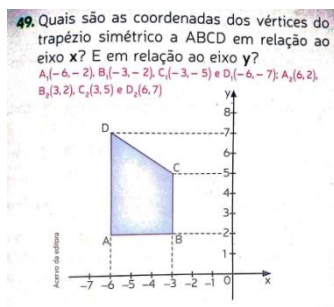 49. Quais são as coordenadas dos vértices do
trapézio simétrico a ABCD em relação ao
eixo x? E em relação ao eixo y?
A₁(−6, −2), B₁(−3, −2), C₁(−3, −5) e D₁(−6, −7); A₂(6, 2),
B₂(3, 2), C₂(3, 5) e D₂(6, 7)
y
8
D
7
6
C
5
4
3
A
B
2
1
−7 −6 −5 −4 −3 −2 −1 0 x
Acervo da editora